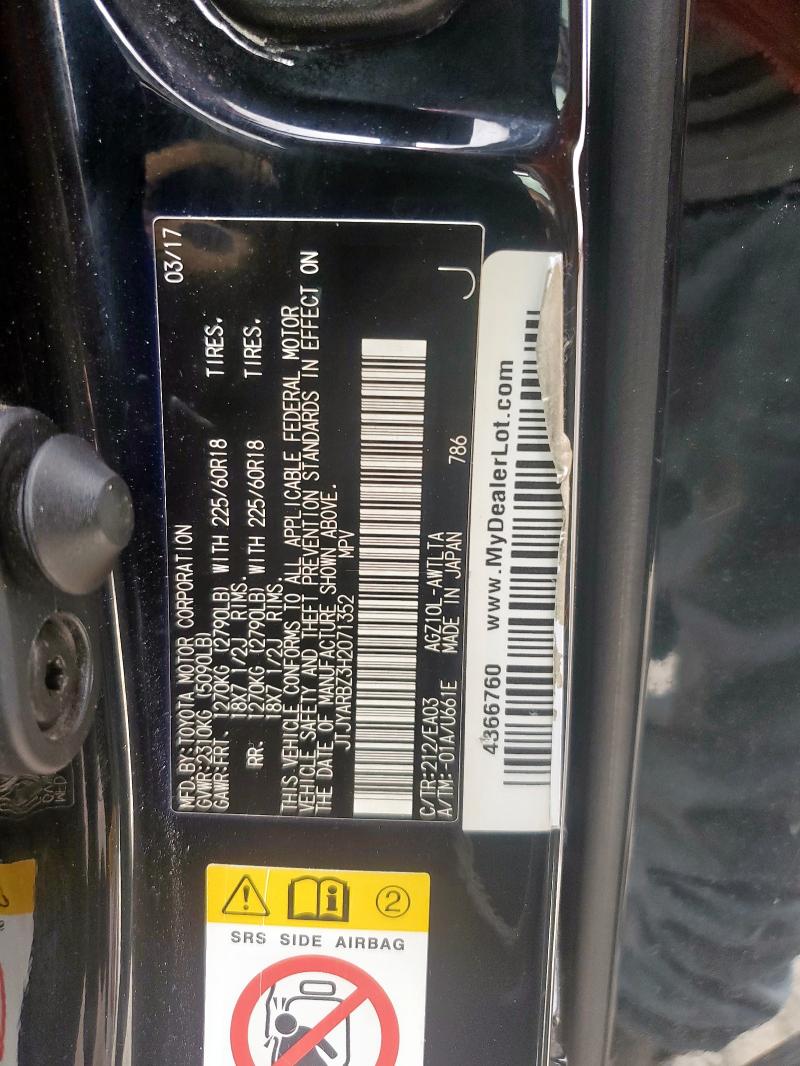 MFD. BY: TOYOTA MOTOR CORPORATION 03/17
GVWR: 2310KG (5090LB)
GAWR: FRT. 1270KG (2790LB) WITH 225/60R18 TIRES.
18X7 1/2J RIMS.
RR. 1270KG (2790LB) WITH 225/60R18 TIRES.
18X7 1/2J RIMS.
THIS VEHICLE CONFORMS TO ALL APPLICABLE FEDERAL MOTOR
VEHICLE SAFETY AND THEFT PREVENTION STANDARDS IN EFFECT ON
THE DATE OF MANUFACTURE SHOWN ABOVE.
JTJYARBZ3H2071352 MPV
C/TR: 212/EA03 AGZ10L-AWTLTA 786
A/TM: -01A/U661E MADE IN JAPAN J
4366760 www.MyDealerLot.com
2
SRS SIDE AIRBAG